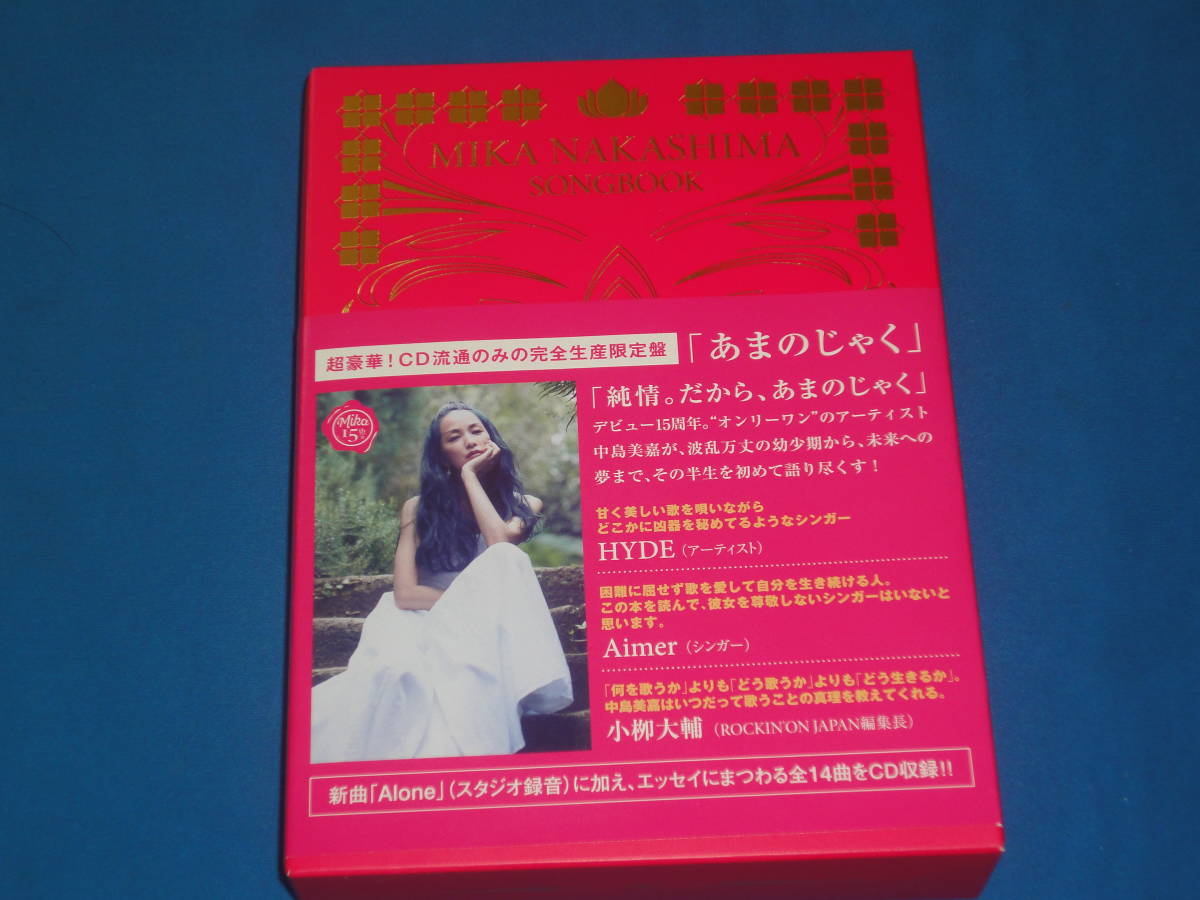 MIKA NAKASHIMA
SONGBOOK
超豪華!CD流通のみの完全生産限定盤
「あまのじゃく」
「純情。だから、あまのじゃく」
デビュー15周年。“オンリーワン”のアーティスト
中島美嘉が、波乱万丈の幼少期から、未来への
夢まで、その半生を初めて語り尽くす!
Mika
15
甘く美しい歌を唄いながら
どこかに凶器を秘めてるようなシンガー
HYDE(アーティスト)
困難に屈せず歌を愛して自分を生き続ける人。
この本を読んで、彼女を尊敬しないシンガーはいないと
思います。
Aimer(シンガー)
「何を歌うか」よりも「どう歌うか」よりも「どう生きるか」。
中島美嘉はいつだって歌うことの真理を教えてくれる。
小栁大輔(ROCKIN'ON JAPAN編集長)
新曲「Alone」(スタジオ録音)に加え、エッセイにまつわる全14曲をCD収録!!